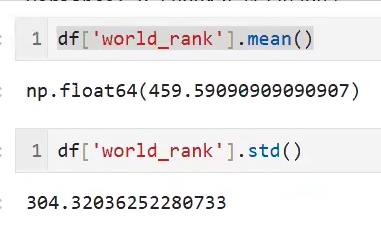 1 df['world_rank'].mean()
np.float64(459.59090909090907)
1 df['world_rank'].std()
304.32036252280733